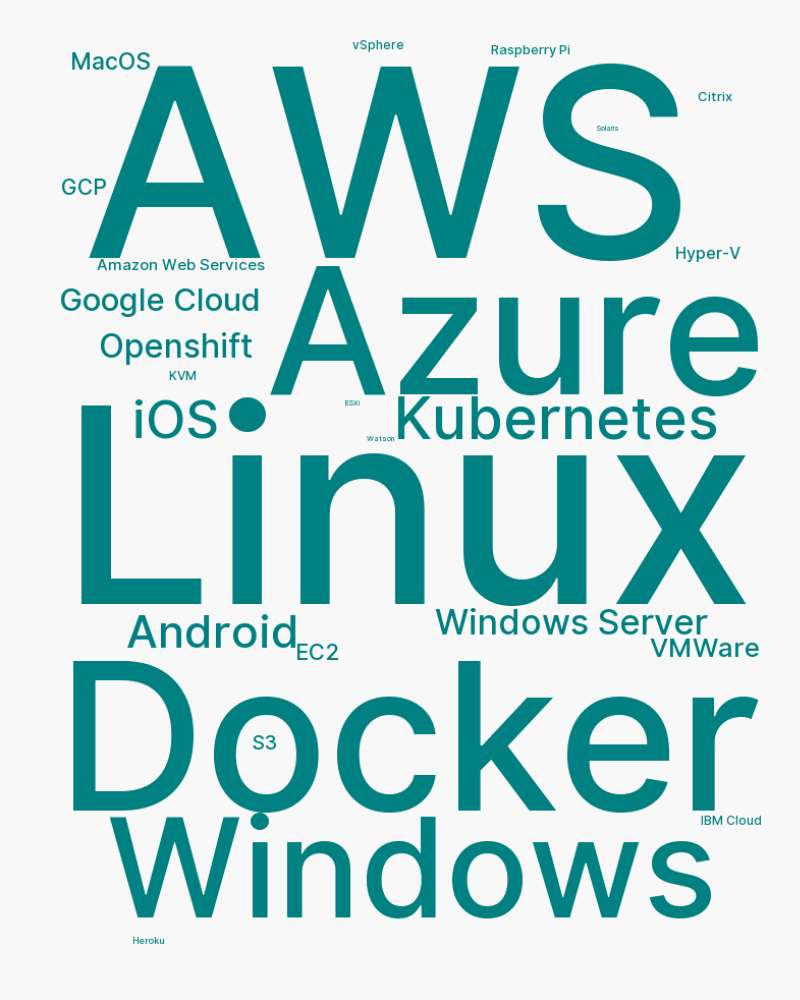 vSphere
Raspberry Pi
MacOS
AWS
Citrix
Solaris
GCP
Hyper-V
Amazon Web Services
Google Cloud
Azure
Openshift
KVM
ESXi
iOS
Kubernetes
Watson
Linux
Windows Server
Android
VMWare
EC2
Docker
S3
IBM Cloud
Windows
Heroku